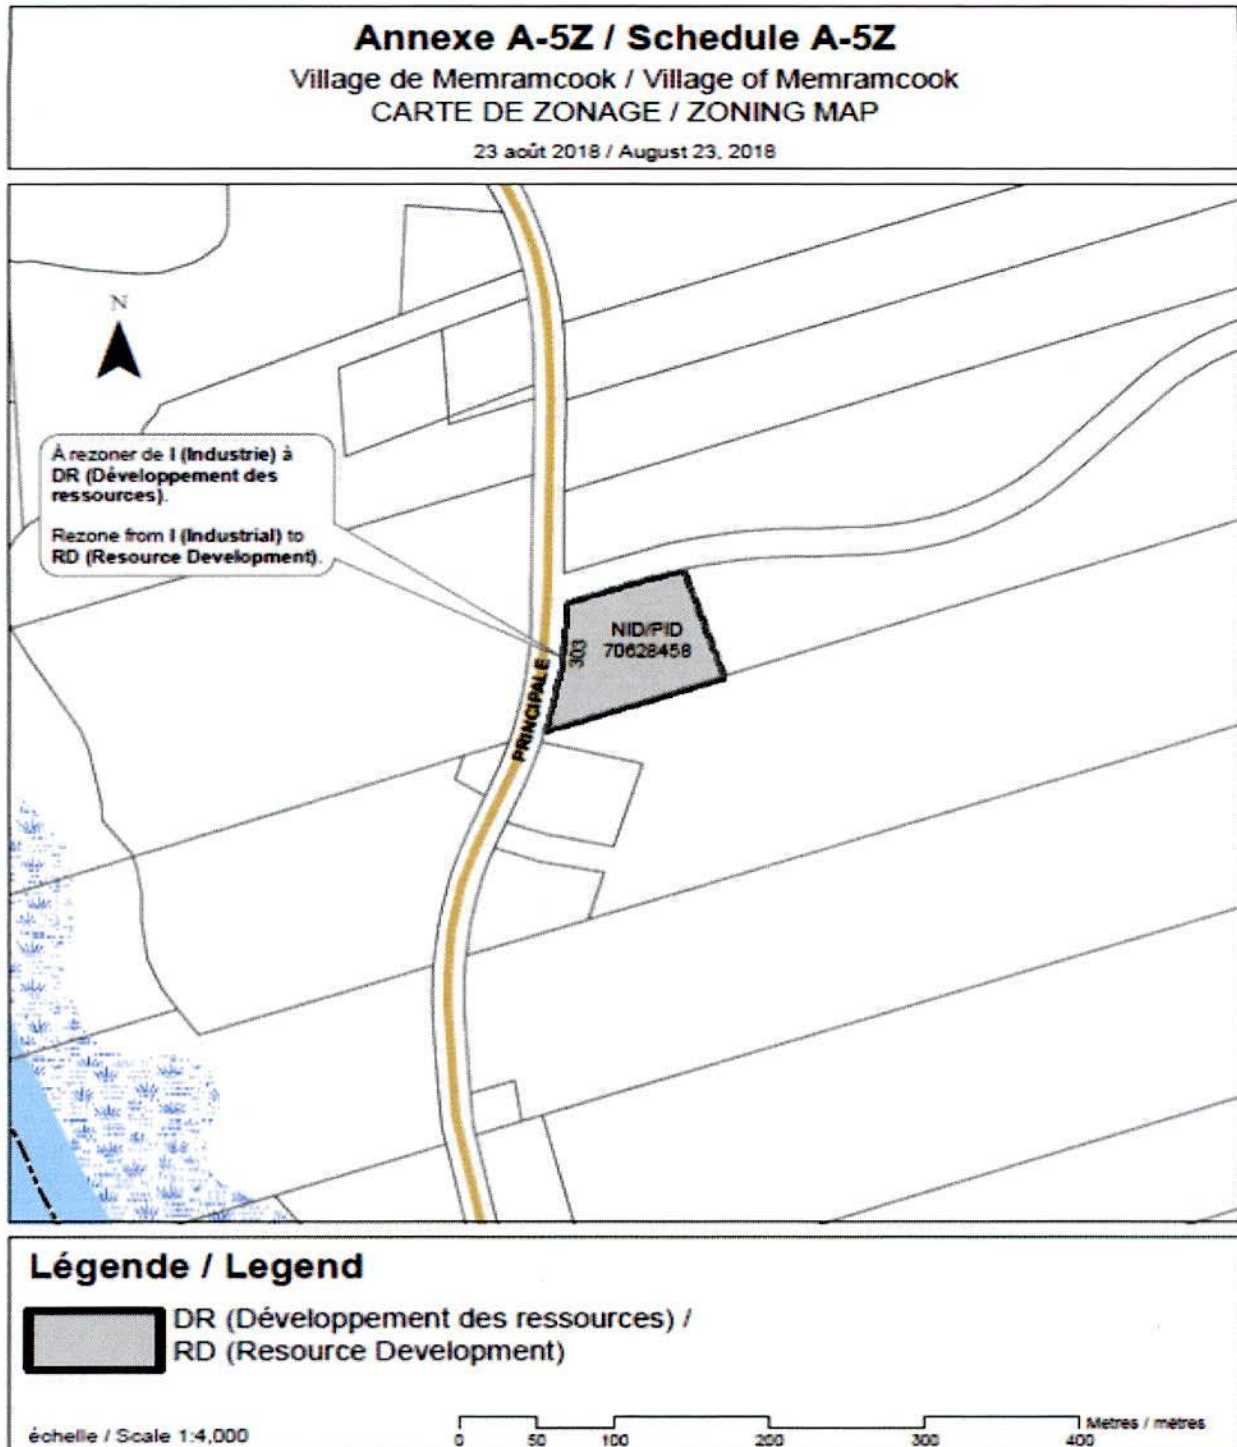 Annexe A-5Z / Schedule A-5Z
Village de Memramcook / Village of Memramcook
CARTE DE ZONAGE / ZONING MAP
23 août 2018 / August 23, 2018
N
À rezoner de I (Industrie) à
DR (Développement des
ressources).
Rezone from I (Industrial) to
RD (Resource Development).
NID/PID
70628458
303
PRINCIPALE
Légende / Legend
DR (Développement des ressources) /
RD (Resource Development)
échelle / Scale 1:4,000
Metres / mètres
0 50 100 200 300 400